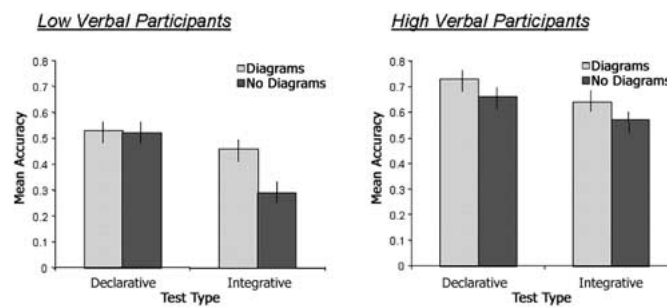 Low Verbal Participants
0.8
0.7
0.6
0.5
0.4
0.3
0.2
0.1
0
Mean Accuracy
Diagrams
No Diagrams
Declarative
Integrative
Test Type
High Verbal Participants
0.8
0.7
0.6
0.5
0.4
0.3
0.2
0.1
0
Mean Accuracy
Diagrams
No Diagrams
Declarative
Integrative
Test Type